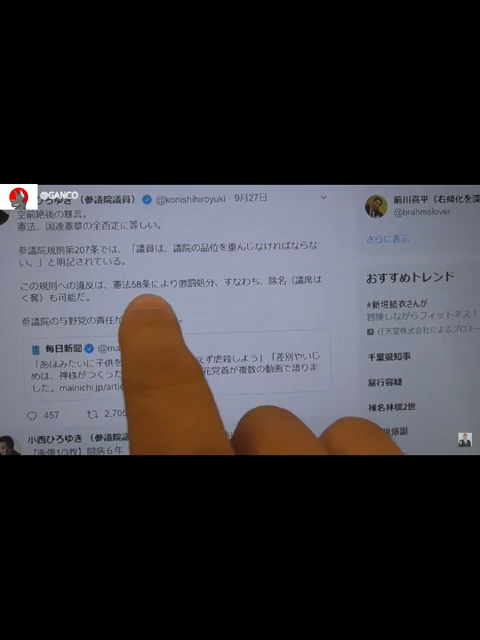 @GANCO
ひろゆき (参議院議員) @konishihiroyuki · 9月27日
空前絶後の暴言。
憲法、国連憲章の全否定に等しい。
参議院規則第207条では、「議員は、議院の品位を重んじなければならな
い。」と明記されている。
この規則への違反は、憲法58条により懲罰処分、すなわち、除名(議席は
く奪)も可能だ。
参議院の与野党の責任が
毎日新聞 @ma
「あほみたいに子供を えず虐殺しよう」「差別やいじ
めは、神様がつくった 元党首が複数の動画で語りま
した。mainichi.jp/artic
457 2,705
小西ひろゆき (参議院議
【画像1/3枚】闘病6年
前川喜平(右傾化を深
@brahmslover
さらに表示
おすすめトレンド
#新垣結衣さんが
冒険しながらフィットネス!
任天堂株式会社によるプロモー
千葉県知事
暴行容疑
椎名林檎2世